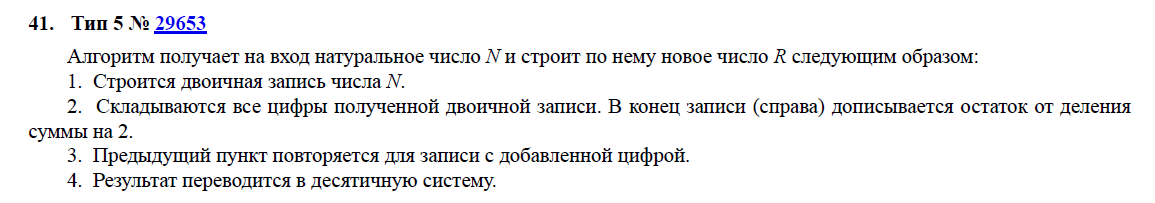 41. Тип 5 № 29653
Алгоритм получает на вход натуральное число N и строит по нему новое число R следующим образом:
1. Строится двоичная запись числа N.
2. Складываются все цифры полученной двоичной записи. В конец записи (справа) дописывается остаток от деления
суммы на 2.
3. Предыдущий пункт повторяется для записи с добавленной цифрой.
4. Результат переводится в десятичную систему.